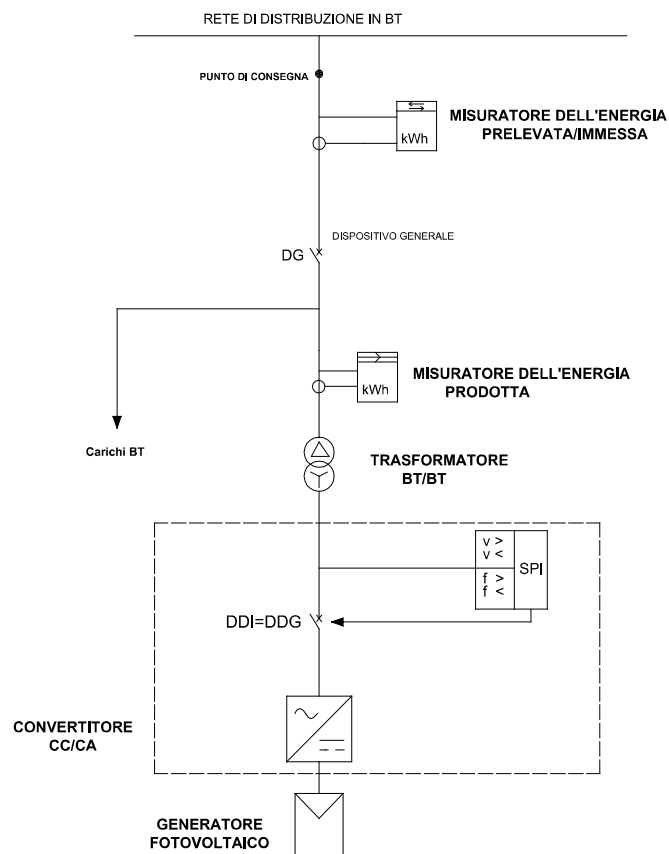 RETE DI DISTRIBUZIONE IN BT
PUNTO DI CONSEGNA
MISURATORE DELL'ENERGIA
PRELEVATA/IMMESSA
kWh
DISPOSITIVO GENERALE
DG
MISURATORE DELL'ENERGIA
PRODOTTA
kWh
Carichi BT
TRASFORMATORE
BT/BT
v >
v <
f >
f <
SPI
DDI=DDG
CONVERTITORE
CC/CA
GENERATORE
FOTOVOLTAICO